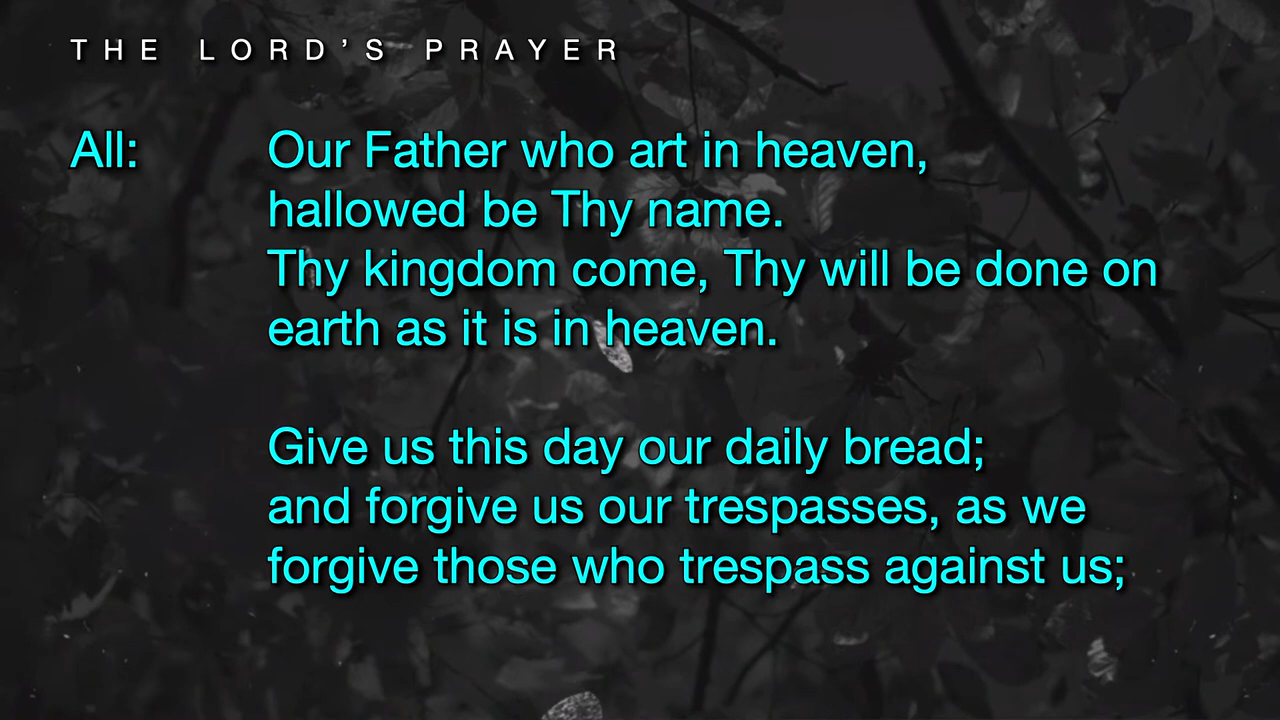 THE LORD’S PRAYER
All: Our Father who art in heaven,
hallowed be Thy name.
Thy kingdom come, Thy will be done on
earth as it is in heaven.
Give us this day our daily bread;
and forgive us our trespasses, as we
forgive those who trespass against us;